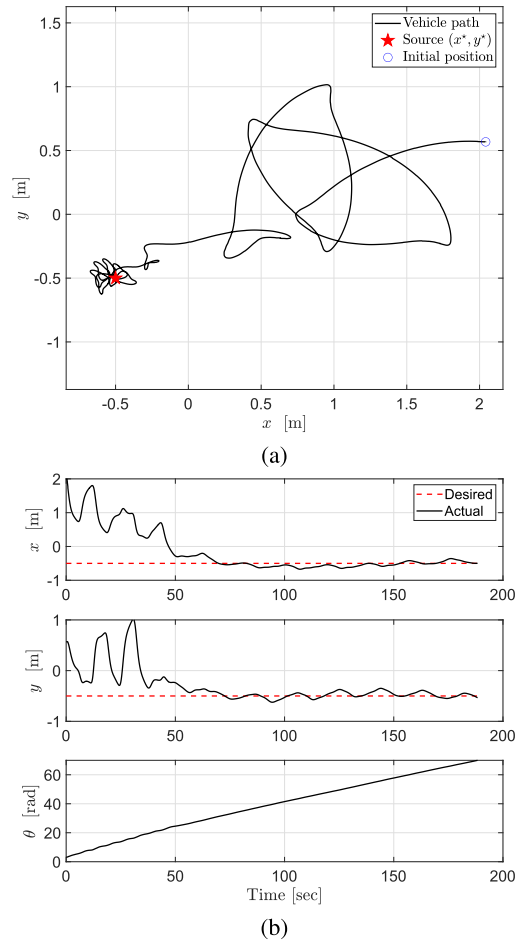 1.5
1
0.5
0
-0.5
-1
y [m]
Vehicle path
Source (x⋆, y⋆)
Initial position
-0.5 0 0.5 1 1.5 2
x [m]
(a)
2
1
0
-1
x [m]
Desired
Actual
0 50 100 150 200
1
0
-1
y [m]
0 50 100 150 200
60
40
20
0
θ [rad]
0 50 100 150 200
Time [sec]
(b)